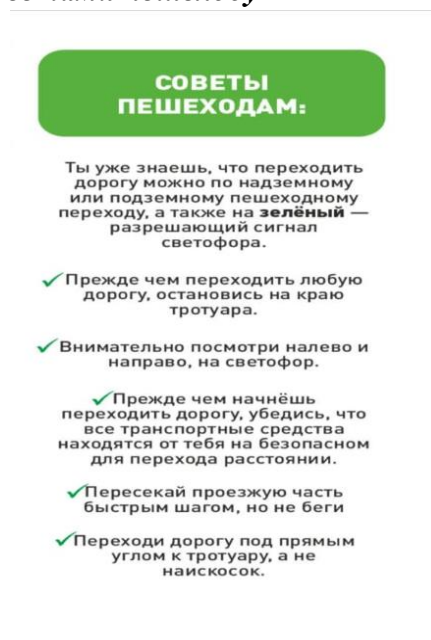 СОВЕТЫ
ПЕШЕХОДАМ:
Ты уже знаешь, что переходить
дорогу можно по надземному
или подземному пешеходному
переходу, а также на зелёный —
разрешающий сигнал
светофора.
Прежде чем переходить любую
дорогу, остановись на краю
тротуара.
Внимательно посмотри налево и
направо, на светофор.
Прежде чем начнёшь
переходить дорогу, убедись, что
все транспортные средства
находятся от тебя на безопасном
для перехода расстоянии.
Пересекай проезжую часть
быстрым шагом, но не беги
Переходи дорогу под прямым
углом к тротуару, а не
наискосок.